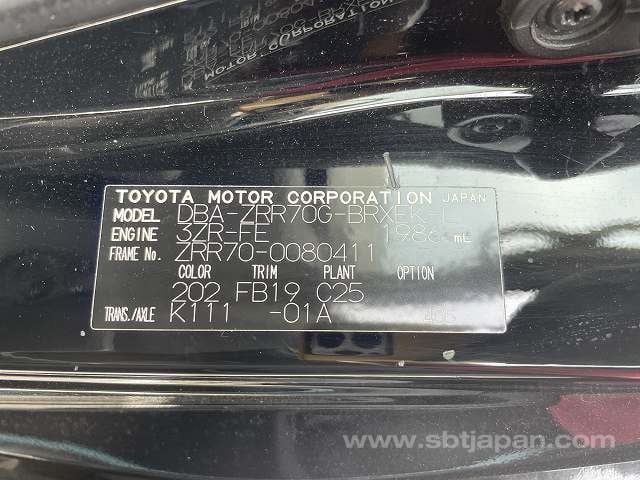 TOYOTA MOTOR CORPORATION JAPAN
MODEL DBA-ZRR70G-BRXEK
ENGINE 3ZR-FE 1986 mL
FRAME No. ZRR70-0080411
COLOR TRIM PLANT OPTION
202 FB19 C25
TRANS./AXLE K111 -01A
www.sbtjapan.com